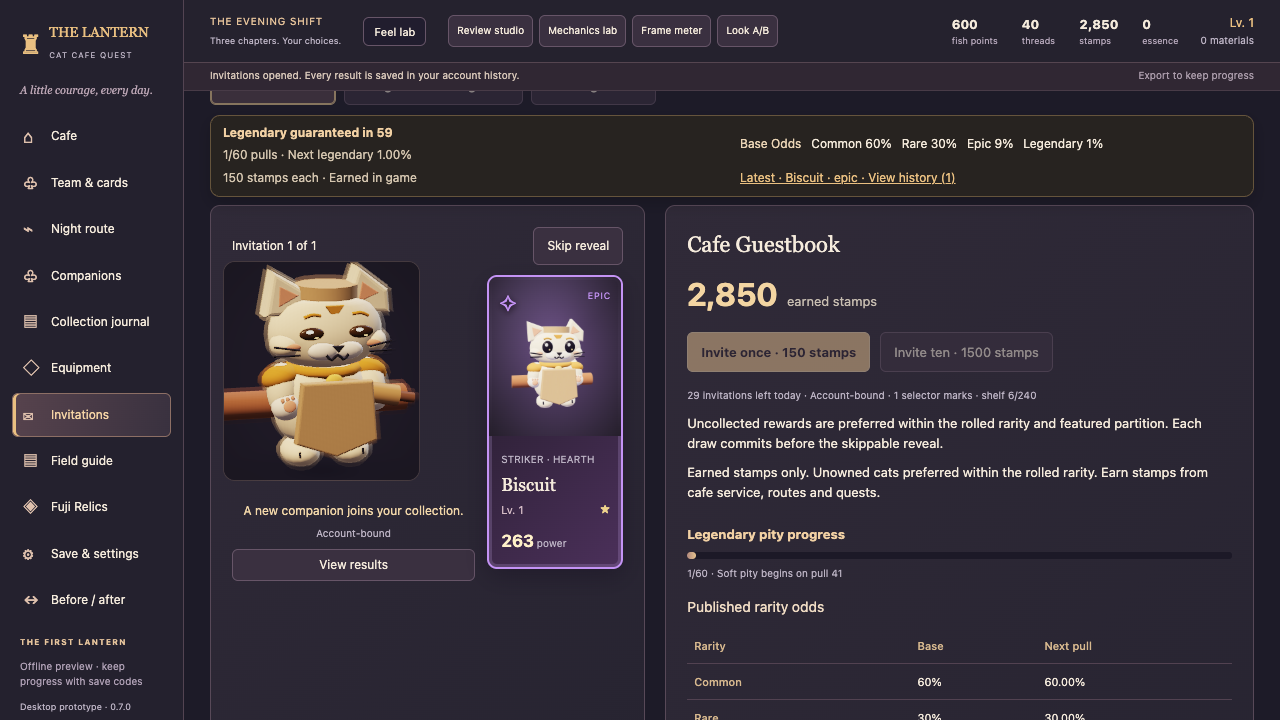 THE LANTERN
CAT CAFE QUEST
A little courage, every day.
Cafe
Team & cards
Night route
Companions
Collection journal
Equipment
Invitations
Field guide
Fuji Relics
Save & settings
Before / after
THE FIRST LANTERN
Offline preview · keep
progress with save codes
Desktop prototype · 0.7.0
THE EVENING SHIFT
Three chapters. Your choices.
Feel lab
Review studio
Mechanics lab
Frame meter
Look A/B
600
fish points
40
threads
2,850
stamps
0
essence
Lv. 1
0 materials
Invitations opened. Every result is saved in your account history.
Export to keep progress
Legendary guaranteed in 59
1/60 pulls · Next legendary 1.00%
150 stamps each · Earned in game
Base Odds Common 60% Rare 30% Epic 9% Legendary 1%
Latest · Biscuit · epic · View history (1)
Invitation 1 of 1
Skip reveal
EPIC
STRIKER · HEARTH
Biscuit
Lv. 1
263 power
A new companion joins your collection.
Account-bound
View results
Cafe Guestbook
2,850 earned stamps
Invite once · 150 stamps
Invite ten · 1500 stamps
29 invitations left today · Account-bound · 1 selector marks · shelf 6/240
Uncollected rewards are preferred within the rolled rarity and featured partition. Each
draw commits before the skippable reveal.
Earned stamps only. Unowned cats preferred within the rolled rarity. Earn stamps from
cafe service, routes and quests.
Legendary pity progress
1/60 · Soft pity begins on pull 41
Published rarity odds
Rarity Base Next pull
Common 60% 60.00%
Rare 30% 30.00%